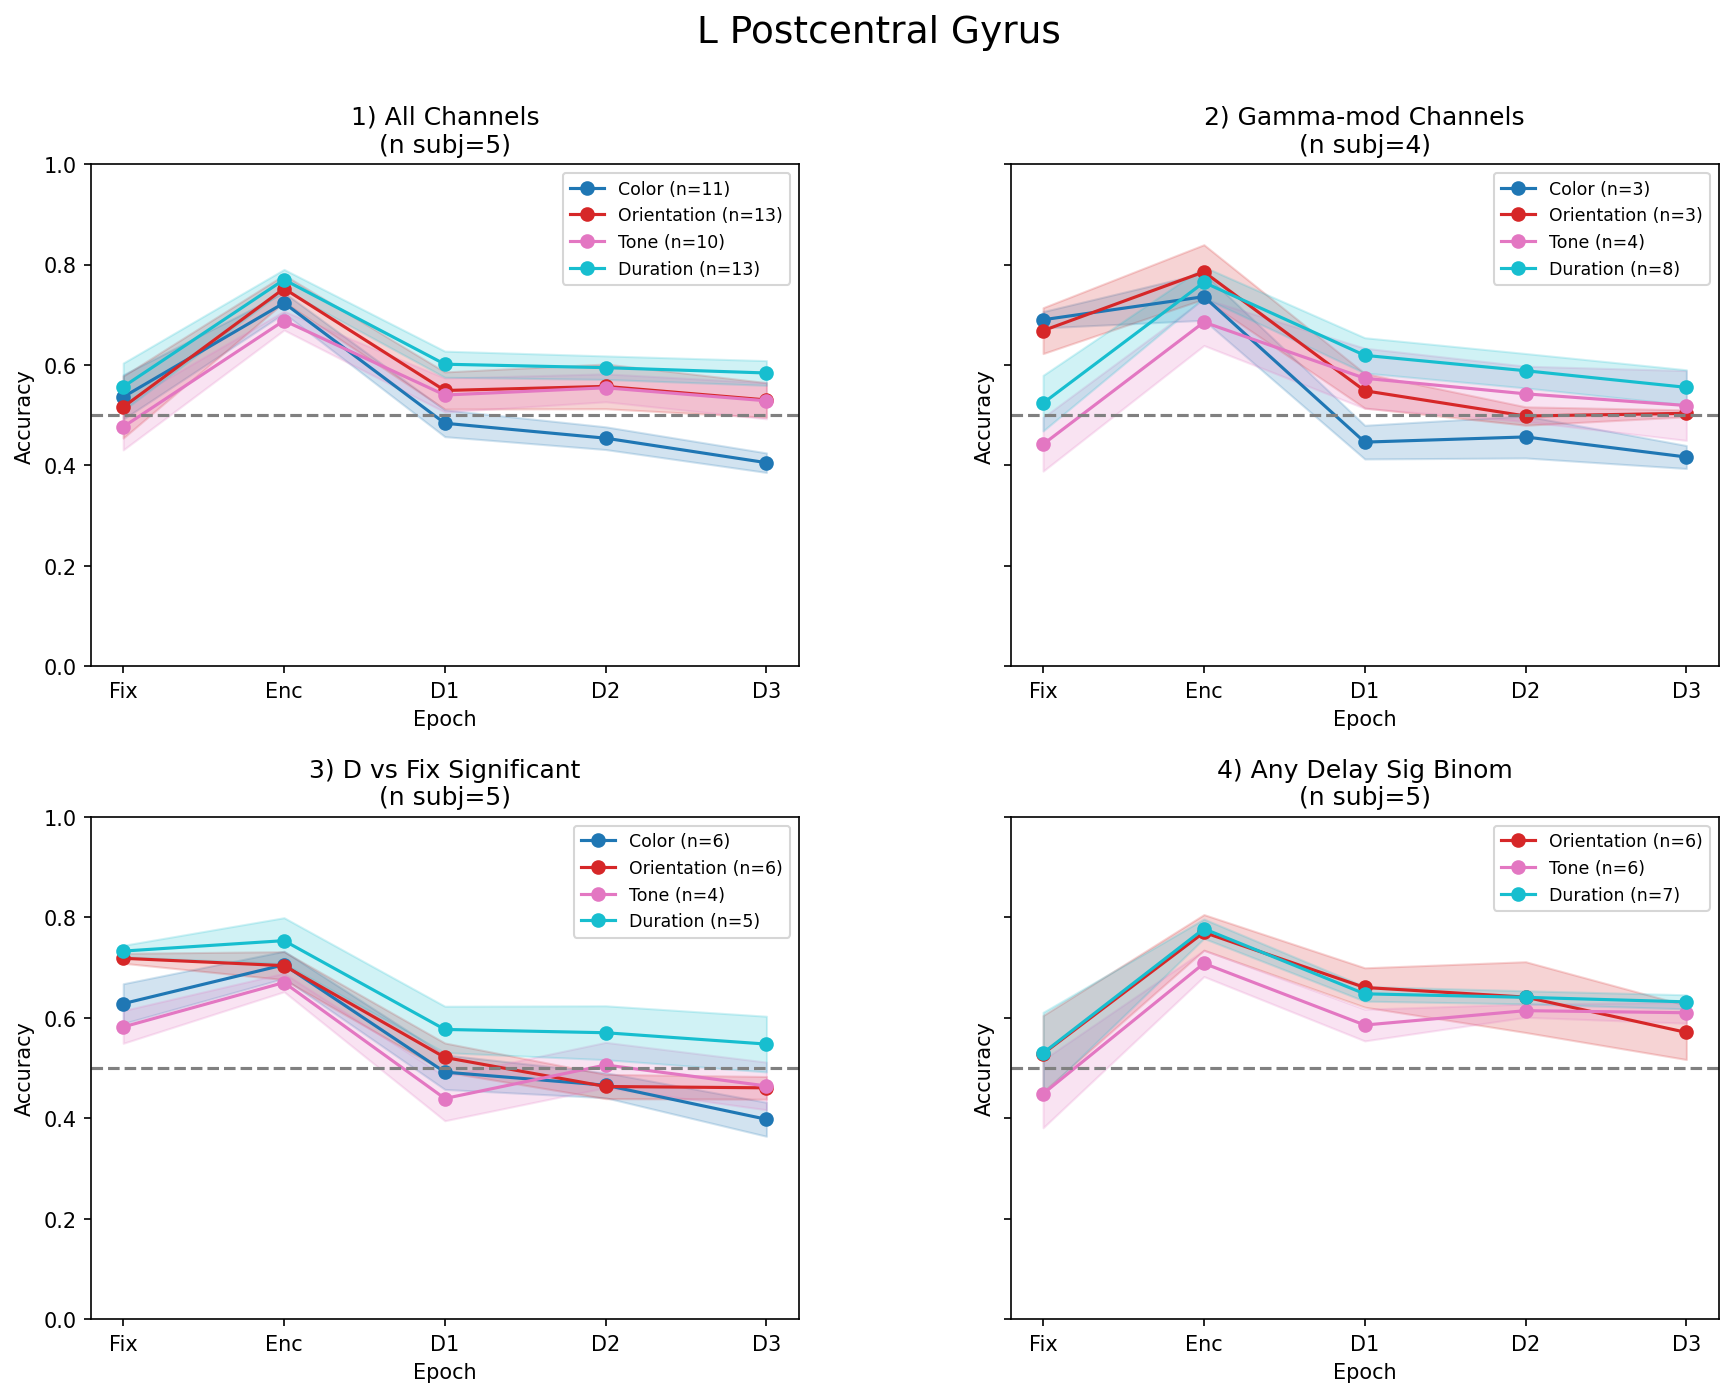 L Postcentral Gyrus
1) All Channels
(n subj=5)
Color (n=11)
Orientation (n=13)
Tone (n=10)
Duration (n=13)
Accuracy
1.0
0.8
0.6
0.4
0.2
0.0
Fix Enc D1 D2 D3
Epoch
2) Gamma-mod Channels
(n subj=4)
Color (n=3)
Orientation (n=3)
Tone (n=4)
Duration (n=8)
Accuracy
Fix Enc D1 D2 D3
Epoch
3) D vs Fix Significant
(n subj=5)
Color (n=6)
Orientation (n=6)
Tone (n=4)
Duration (n=5)
Accuracy
1.0
0.8
0.6
0.4
0.2
0.0
Fix Enc D1 D2 D3
Epoch
4) Any Delay Sig Binom
(n subj=5)
Orientation (n=6)
Tone (n=6)
Duration (n=7)
Accuracy
Fix Enc D1 D2 D3
Epoch